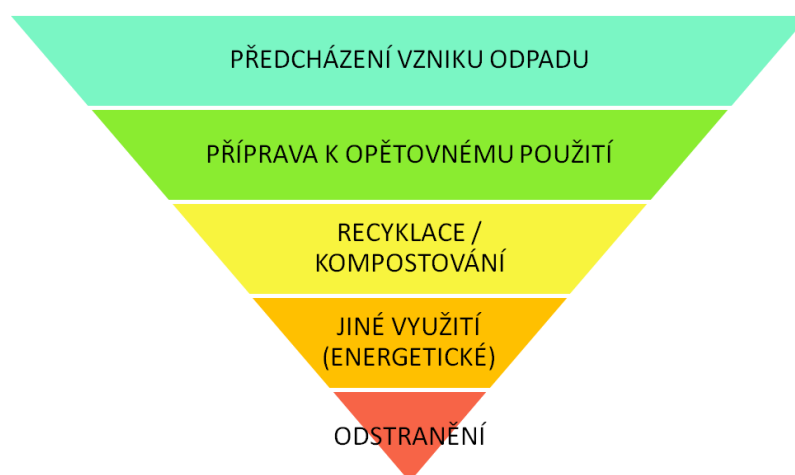 PŘEDCHÁZENÍ VZNIKU ODPADU
PŘÍPRAVA K OPĚTOVNÉMU POUŽITÍ
RECYKLACE /
KOMPOSTOVÁNÍ
JINÉ VYUŽITÍ
(ENERGETICKÉ)
ODSTRANĚNÍ